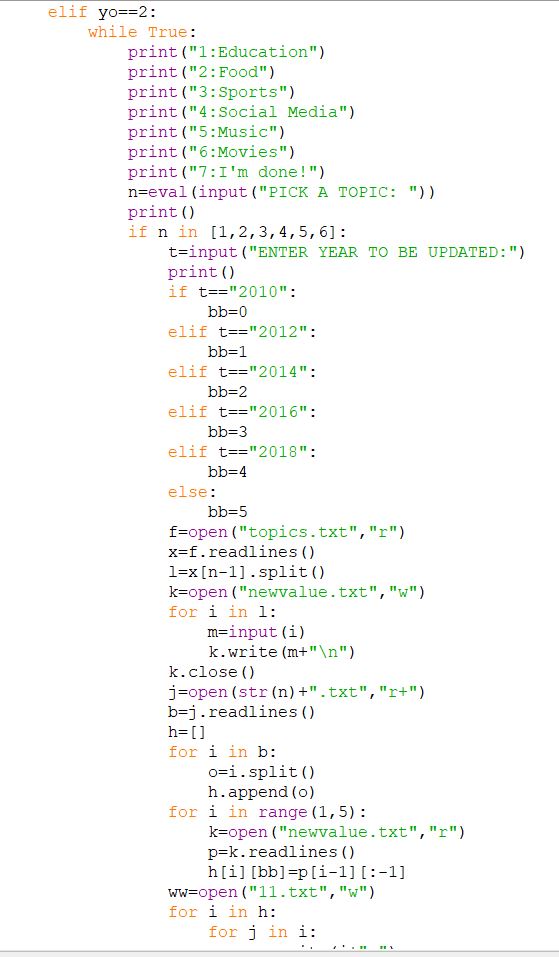 elif yo==2:
while True:
print("1:Education")
print("2:Food")
print("3:Sports")
print("4:Social Media")
print("5:Music")
print("6:Movies")
print("7:I'm done!")
n=eval(input("PICK A TOPIC: "))
print()
if n in [1,2,3,4,5,6]:
t=input("ENTER YEAR TO BE UPDATED:")
print()
if t=="2010":
bb=0
elif t=="2012":
bb=1
elif t=="2014":
bb=2
elif t=="2016":
bb=3
elif t=="2018":
bb=4
else:
bb=5
f=open("topics.txt","r")
x=f.readlines()
l=x[n-1].split()
k=open("newvalue.txt","w")
for i in l:
m=input(i)
k.write(m+"\n")
k.close()
j=open(str(n)+".txt","r+")
b=j.readlines()
h=[]
for i in b:
o=i.split()
h.append(o)
for i in range(1,5):
k=open("newvalue.txt","r")
p=k.readlines()
h[i][bb]=p[i-1][:-1]
ww=open("11.txt","w")
for i in h:
for j in i: